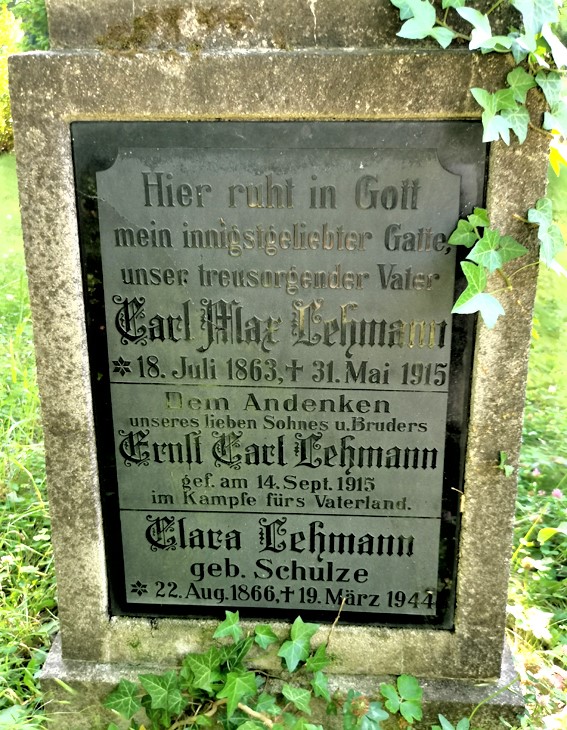 Hier ruht in Gott
mein innigstgeliebter Gatte,
unser treusorgender Vater
Carl Max Lehmann
* 18. Juli 1863, † 31. Mai 1915
Dem Andenken
unseres lieben Sohnes u. Bruders
Ernst Carl Lehmann
gef. am 14. Sept. 1915
im Kampfe fürs Vaterland.
Clara Lehmann
geb. Schulze
* 22. Aug. 1866, † 19. März 1944